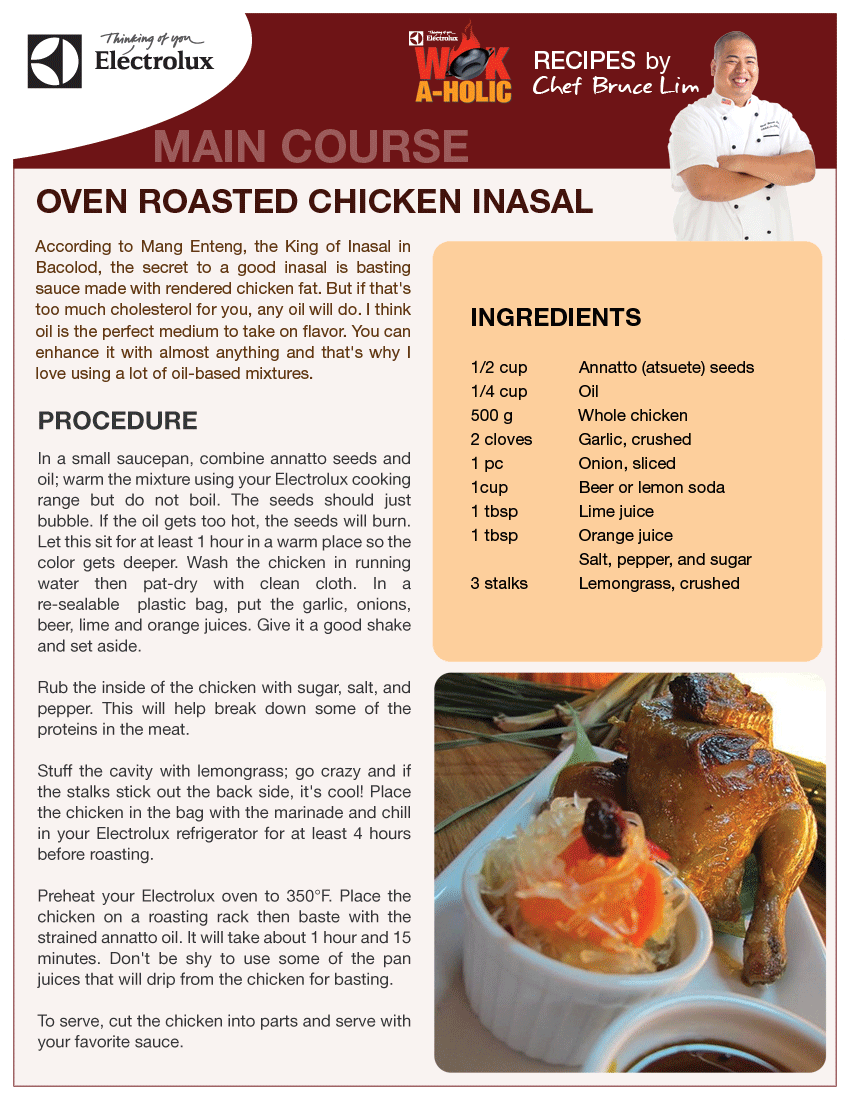 Thinking of you
Electrolux
Thinking of you
Electrolux
WOK
A-HOLIC
RECIPES by
Chef Bruce Lim
MAIN COURSE
OVEN ROASTED CHICKEN INASAL
According to Mang Enteng, the King of Inasal in
Bacolod, the secret to a good inasal is basting
sauce made with rendered chicken fat. But if that's
too much cholesterol for you, any oil will do. I think
oil is the perfect medium to take on flavor. You can
enhance it with almost anything and that's why I
love using a lot of oil-based mixtures.
PROCEDURE
In a small saucepan, combine annatto seeds and
oil; warm the mixture using your Electrolux cooking
range but do not boil. The seeds should just
bubble. If the oil gets too hot, the seeds will burn.
Let this sit for at least 1 hour in a warm place so the
color gets deeper. Wash the chicken in running
water then pat-dry with clean cloth. In a
re-sealable plastic bag, put the garlic, onions,
beer, lime and orange juices. Give it a good shake
and set aside.
Rub the inside of the chicken with sugar, salt, and
pepper. This will help break down some of the
proteins in the meat.
Stuff the cavity with lemongrass; go crazy and if
the stalks stick out the back side, it's cool! Place
the chicken in the bag with the marinade and chill
in your Electrolux refrigerator for at least 4 hours
before roasting.
Preheat your Electrolux oven to 350°F. Place the
chicken on a roasting rack then baste with the
strained annatto oil. It will take about 1 hour and 15
minutes. Don't be shy to use some of the pan
juices that will drip from the chicken for basting.
To serve, cut the chicken into parts and serve with
your favorite sauce.
INGREDIENTS
1/2 cup Annatto (atsuete) seeds
1/4 cup Oil
500 g Whole chicken
2 cloves Garlic, crushed
1 pc Onion, sliced
1cup Beer or lemon soda
1 tbsp Lime juice
1 tbsp Orange juice
Salt, pepper, and sugar
3 stalks Lemongrass, crushed